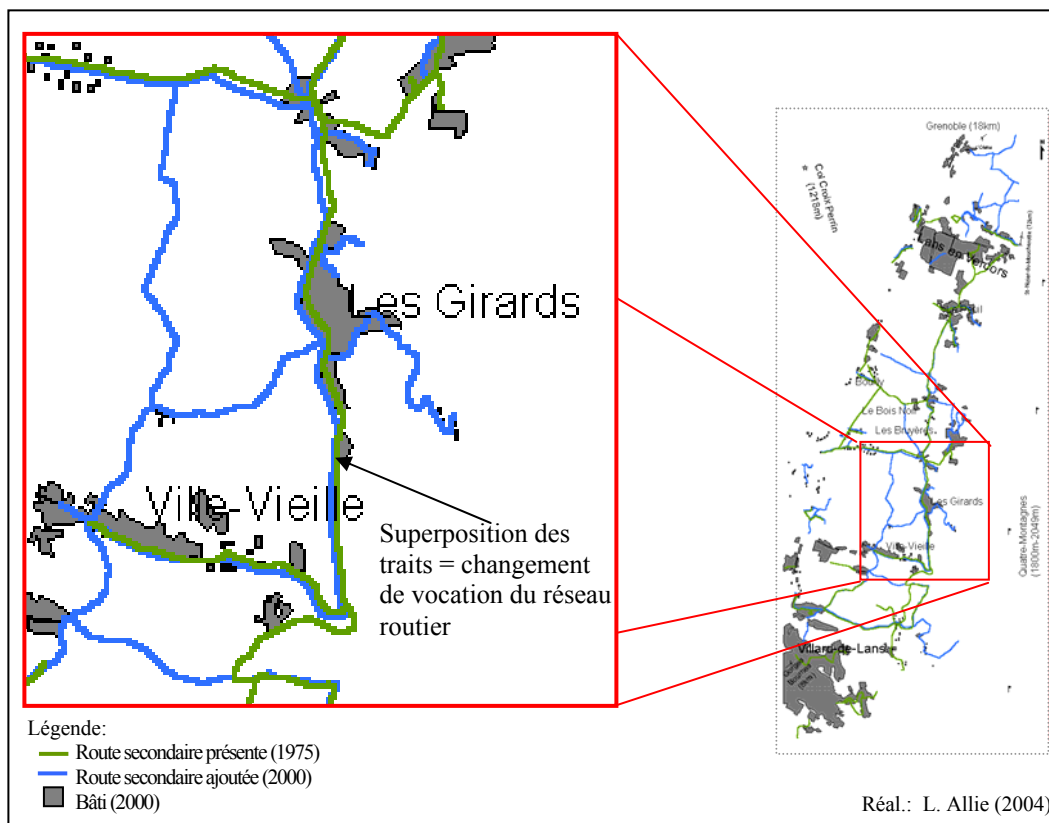 Les Girards
Ville-Vieille
Superposition des
traits = changement
de vocation du réseau
routier
Grenoble (18km)
Col Croix Perrin
(1218m)
Lans en Vercors
Bouilly
Le Bois Noir
Les Bruyères
Les Girards
Ville-Vieille
Quatre-Montagnes
(1800m-2049m)
Villard-de-Lans
Légende:
Route secondaire présente (1975)
Route secondaire ajoutée (2000)
Bâti (2000)
Réal.: L. Allie (2004)